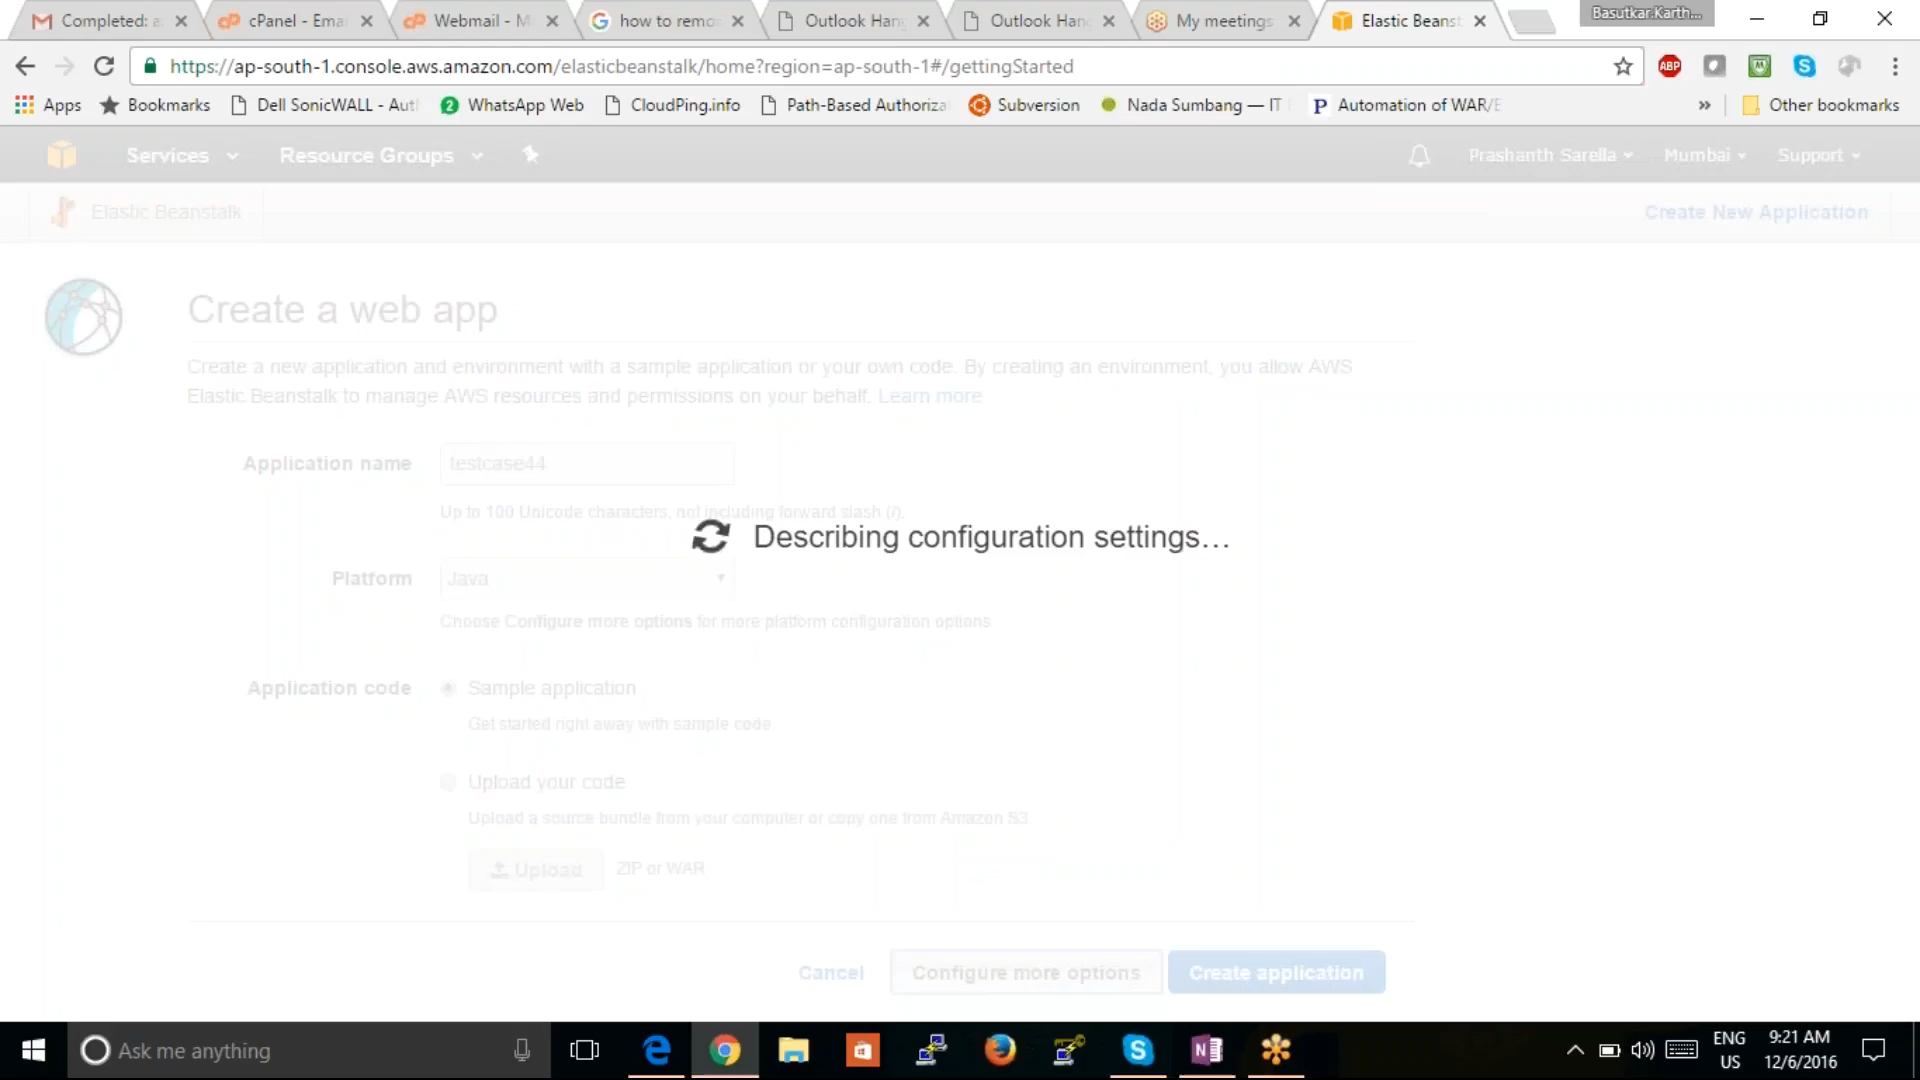 Completed: a
cPanel - Emai
Webmail - M
how to remo
Outlook Hang
Outlook Hang
My meetings
Elastic Beanst
Basutkar.Karth...
https://ap-south-1.console.aws.amazon.com/elasticbeanstalk/home?region=ap-south-1#/gettingStarted
ABP
Apps
Bookmarks
Dell SonicWALL - Aut
2
WhatsApp Web
CloudPing.info
Path-Based Authoriza
Subversion
Nada Sumbang — IT
P
Automation of WAR/E
»
Other bookmarks
Services
Resource Groups
Prashanth Sarella
Mumbai
Support
Elastic Beanstalk
Create New Application
Create a web app
Create a new application and environment with a sample application or your own code. By creating an environment, you allow AWS
Elastic Beanstalk to manage AWS resources and permissions on your behalf. Learn more
Application name
testcase44
Up to 100 Unicode characters, not including forward slash (/).
Describing configuration settings…
Platform
Java
Choose Configure more options for more platform configuration options
Application code
Sample application
Get started right away with sample code
Upload your code
Upload a source bundle from your computer or copy one from Amazon S3
Upload
ZIP or WAR
Cancel
Configure more options
Create application
Ask me anything
ENG
US
9:21 AM
12/6/2016